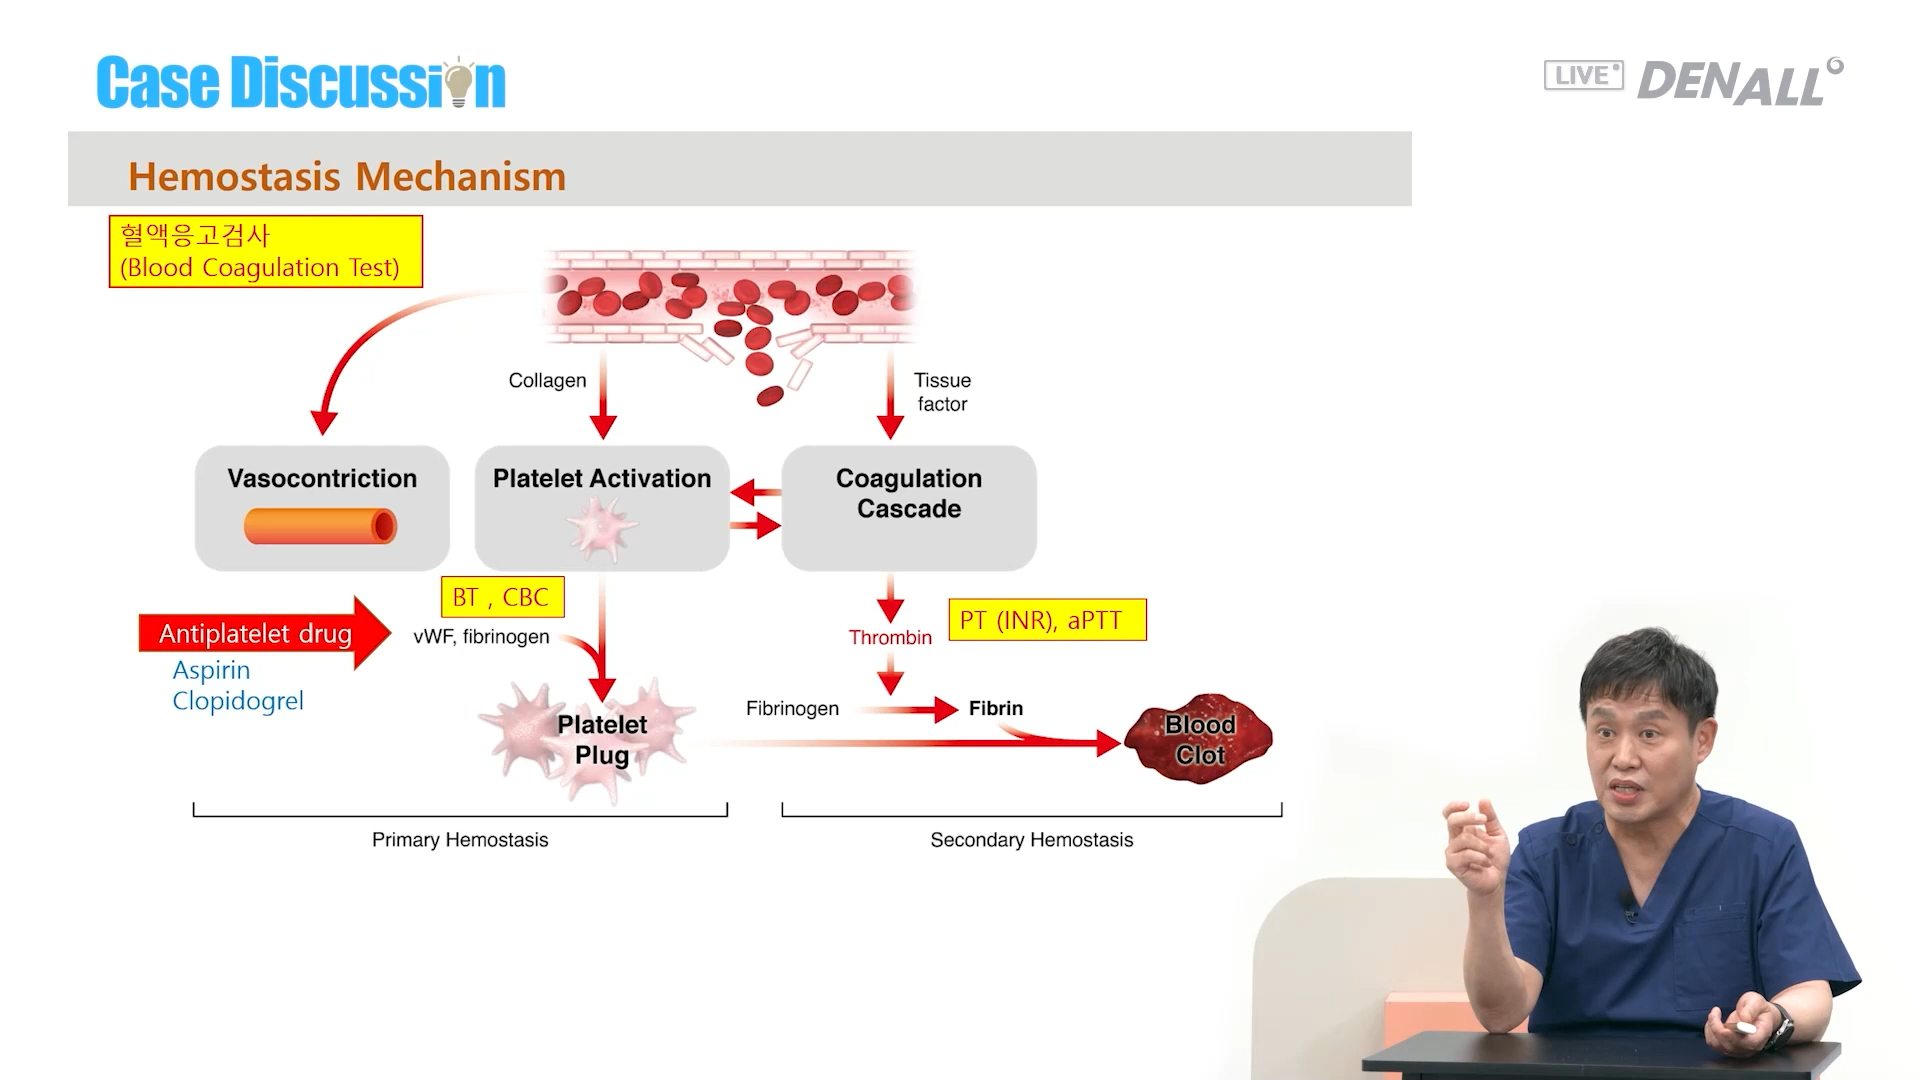 Case Discussion
LIVE DENALL
Hemostasis Mechanism
혈액응고검사
(Blood Coagulation Test)
Collagen
Tissue
factor
Vasocontriction
Platelet Activation
Coagulation
Cascade
BT , CBC
PT (INR), aPTT
Antiplatelet drug
vWF, fibrinogen
Thrombin
Aspirin
Clopidogrel
Platelet
Plug
Fibrinogen
Fibrin
Blood
Clot
Primary Hemostasis
Secondary Hemostasis